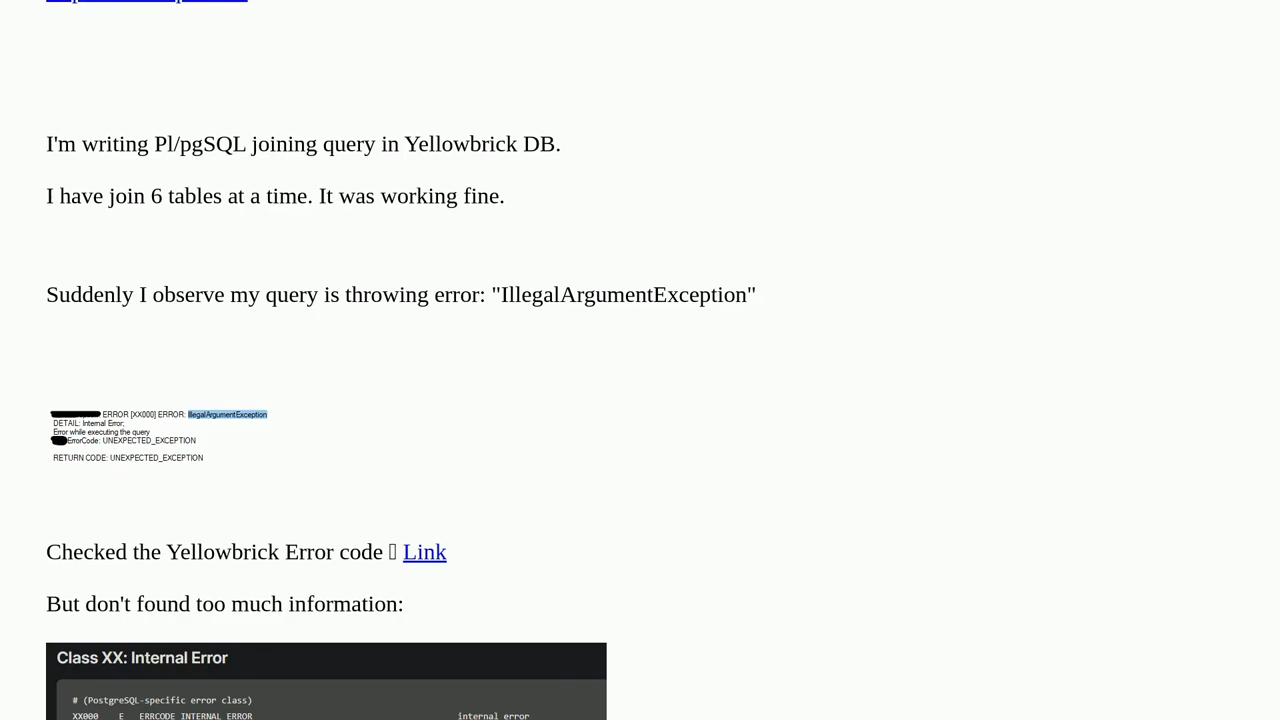 I'm writing Pl/pgSQL joining query in Yellowbrick DB.
I have join 6 tables at a time. It was working fine.
Suddenly I observe my query is throwing error: "IllegalArgumentException"
ERROR [XX000] ERROR: IllegalArgumentException
DETAIL: Internal Error;
Error while executing the query
ErrorCode: UNEXPECTED_EXCEPTION
RETURN CODE: UNEXPECTED_EXCEPTION
Checked the Yellowbrick Error code Link
But don't found too much information:
Class XX: Internal Error
# (PostgreSQL-specific error class)
XX000 E ERRCODE_INTERNAL_ERROR internal_error